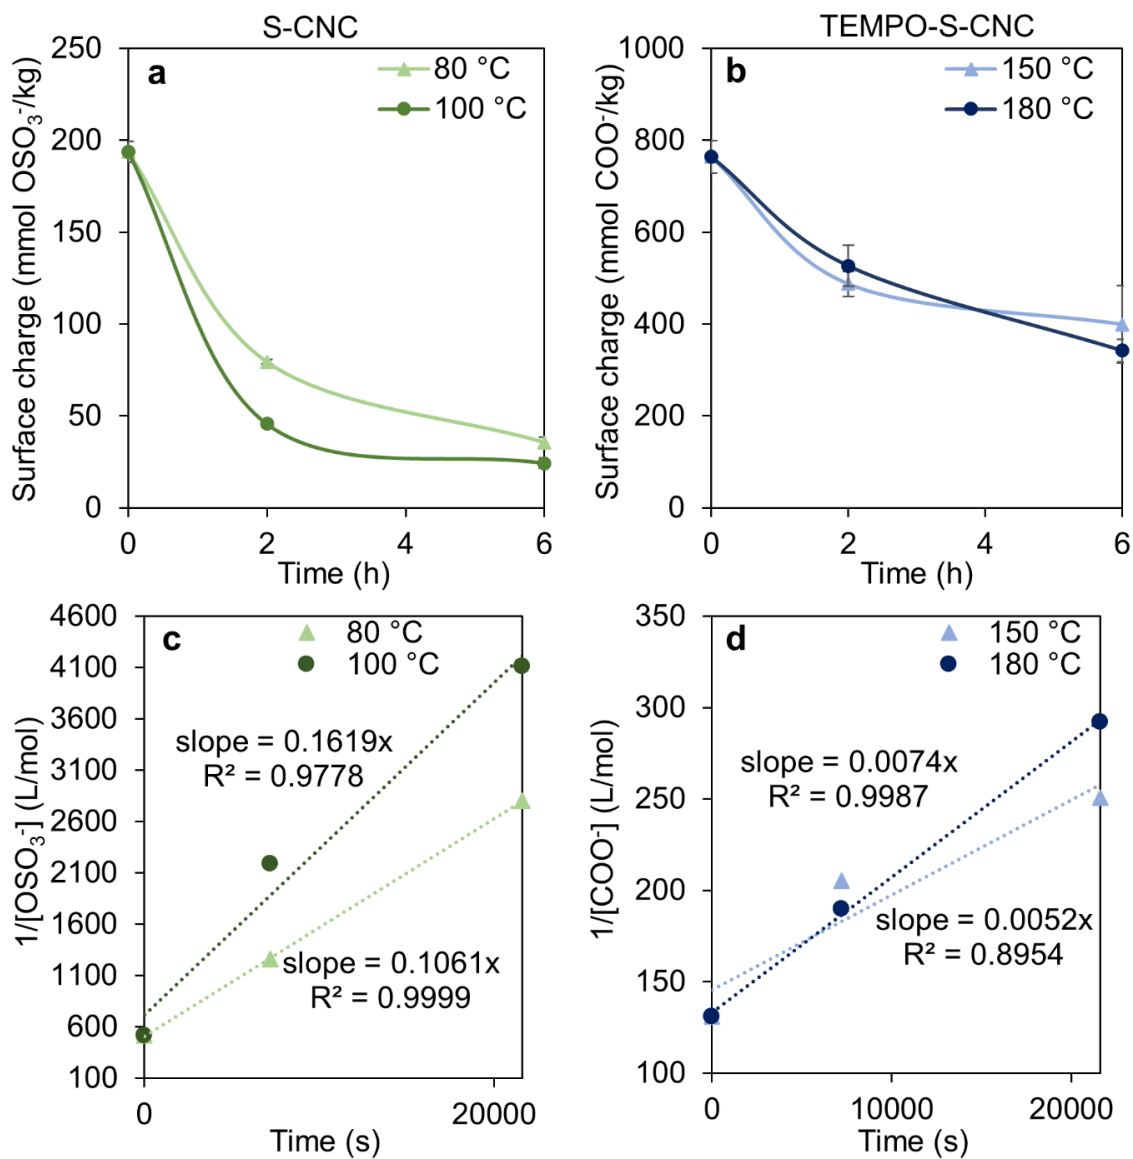 S-CNC
TEMPO-S-CNC
a
80 °C
100 °C
250
200
150
100
50
0
Surface charge (mmol OSO₃⁻/kg)
0 2 4 6
Time (h)
b
150 °C
180 °C
1000
800
600
400
200
0
Surface charge (mmol COO⁻/kg)
0 2 4 6
Time (h)
c
80 °C
100 °C
4600
4100
3600
3100
2600
2100
1600
1100
600
100
1/[OSO₃⁻] (L/mol)
slope = 0.1619x
R² = 0.9778
slope = 0.1061x
R² = 0.9999
0 20000
Time (s)
d
150 °C
180 °C
350
300
250
200
150
100
1/[COO⁻] (L/mol)
slope = 0.0074x
R² = 0.9987
slope = 0.0052x
R² = 0.8954
0 10000 20000
Time (s)